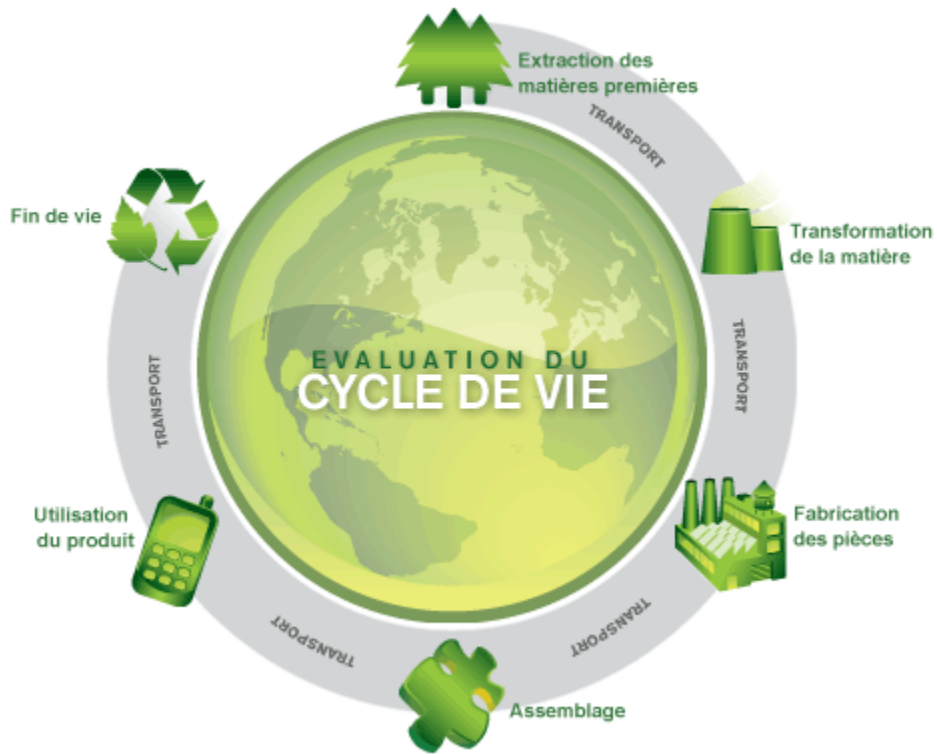 Extraction des
matières premières
TRANSPORT
Transformation
de la matière
TRANSPORT
Fabrication
des pièces
TRANSPORT
Assemblage
TRANSPORT
Utilisation
du produit
TRANSPORT
Fin de vie
EVALUATION DU
CYCLE DE VIE